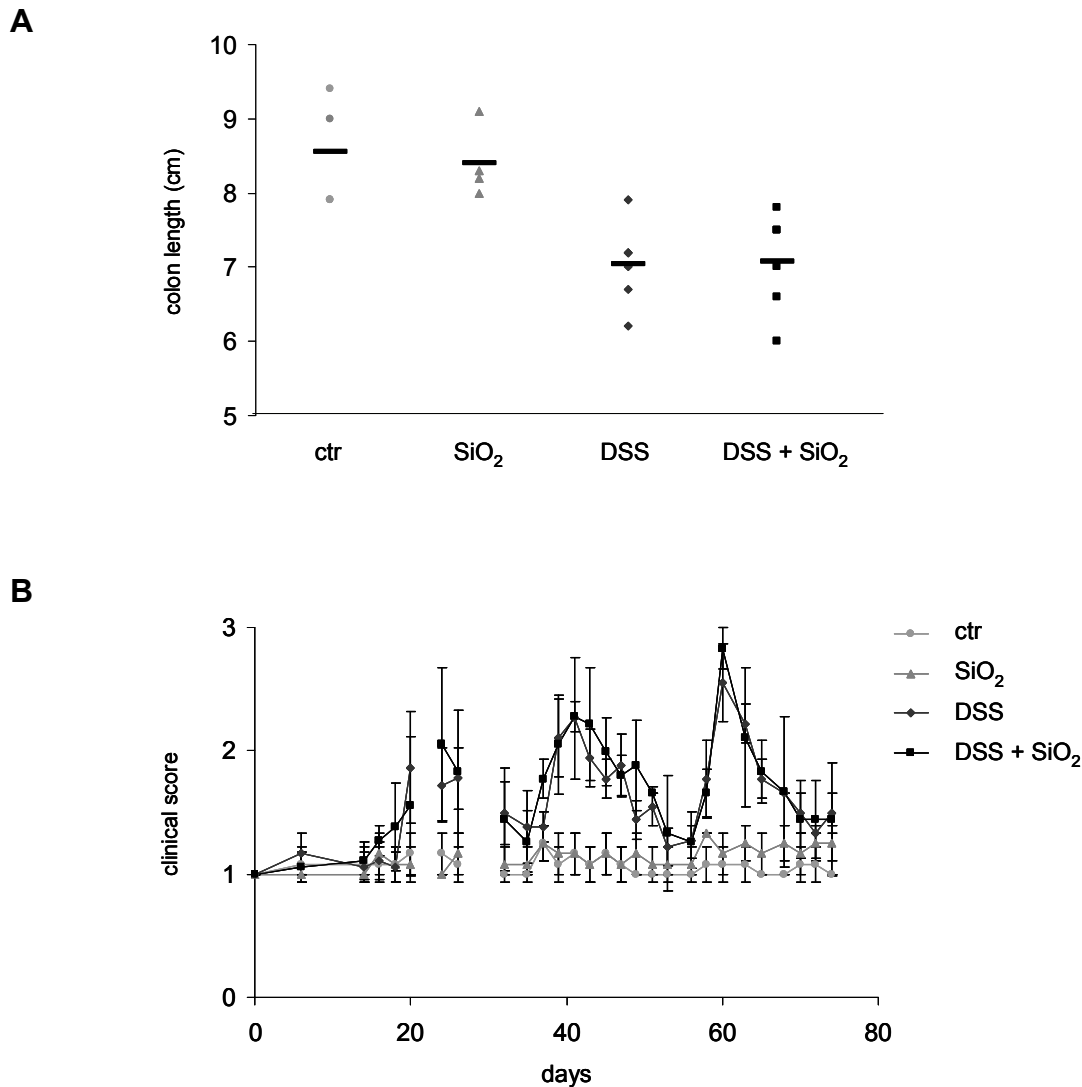 A
10
9
8
7
6
5
colon length (cm)
ctr
SiO2
DSS
DSS + SiO2
B
3
2
1
0
clinical score
0
20
40
60
80
days
ctr
SiO2
DSS
DSS + SiO2